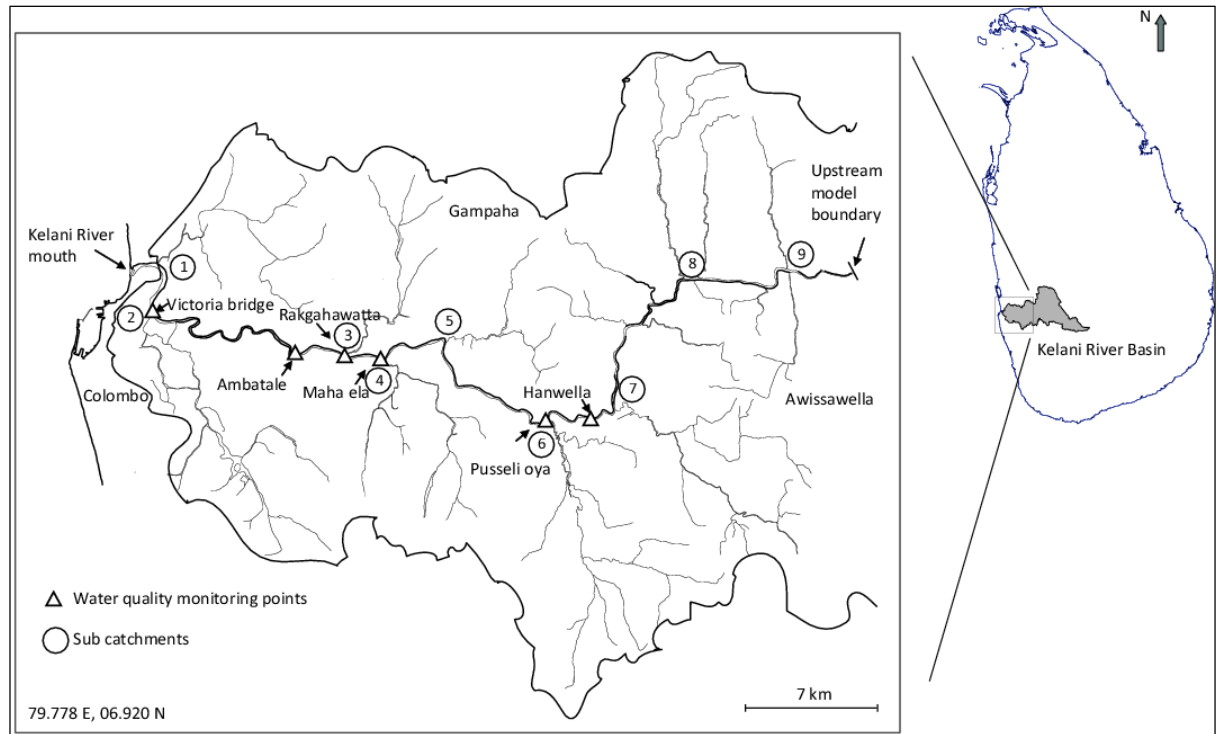 N
Upstream
model
boundary
Gampaha
Kelani River
mouth
9
8
1
Victoria bridge
2
Rakgahawatta
3
5
Kelani River Basin
Ambatale
Maha ela
4
Hanwella
7
Colombo
Awissawella
6
Pusseli oya
Water quality monitoring points
Sub catchments
7 km
79.778 E, 06.920 N